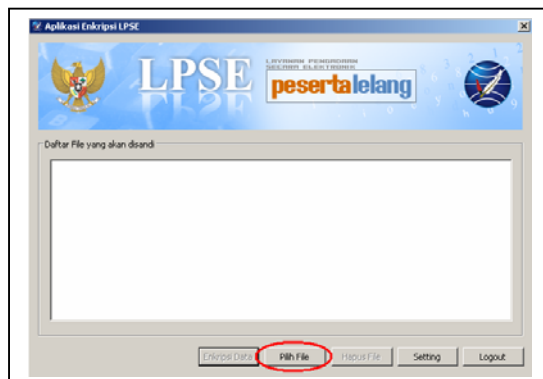 Aplikasi Enkripsi LPSE
LPSE
LAYANAN PENGADAAN
SECARA ELEKTRONIK
pesertalelang
Daftar File yang akan disandi
Enkripsi Data
Pilih File
Hapus File
Setting
Logout